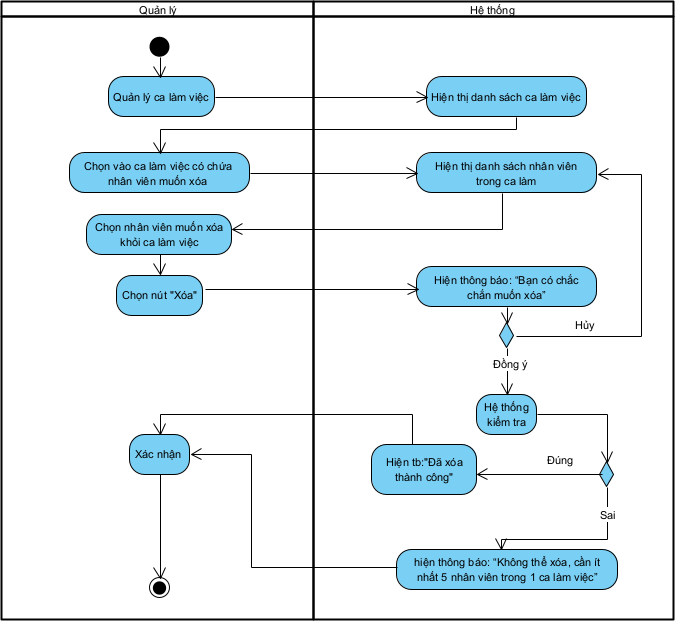 Quản lý
Hệ thống
Quản lý ca làm việc
Hiện thị danh sách ca làm việc
Chọn vào ca làm việc có chứa
nhân viên muốn xóa
Hiện thị danh sách nhân viên
trong ca làm
Chọn nhân viên muốn xóa
khỏi ca làm việc
Chọn nút "Xóa"
Hiện thông báo: “Bạn có chắc
chắn muốn xóa”
Hủy
Đồng ý
Hệ thống
kiểm tra
Xác nhận
Hiện tb:"Đã xóa
thành công"
Đúng
Sai
hiện thông báo: “Không thể xóa, cần ít
nhất 5 nhân viên trong 1 ca làm việc”